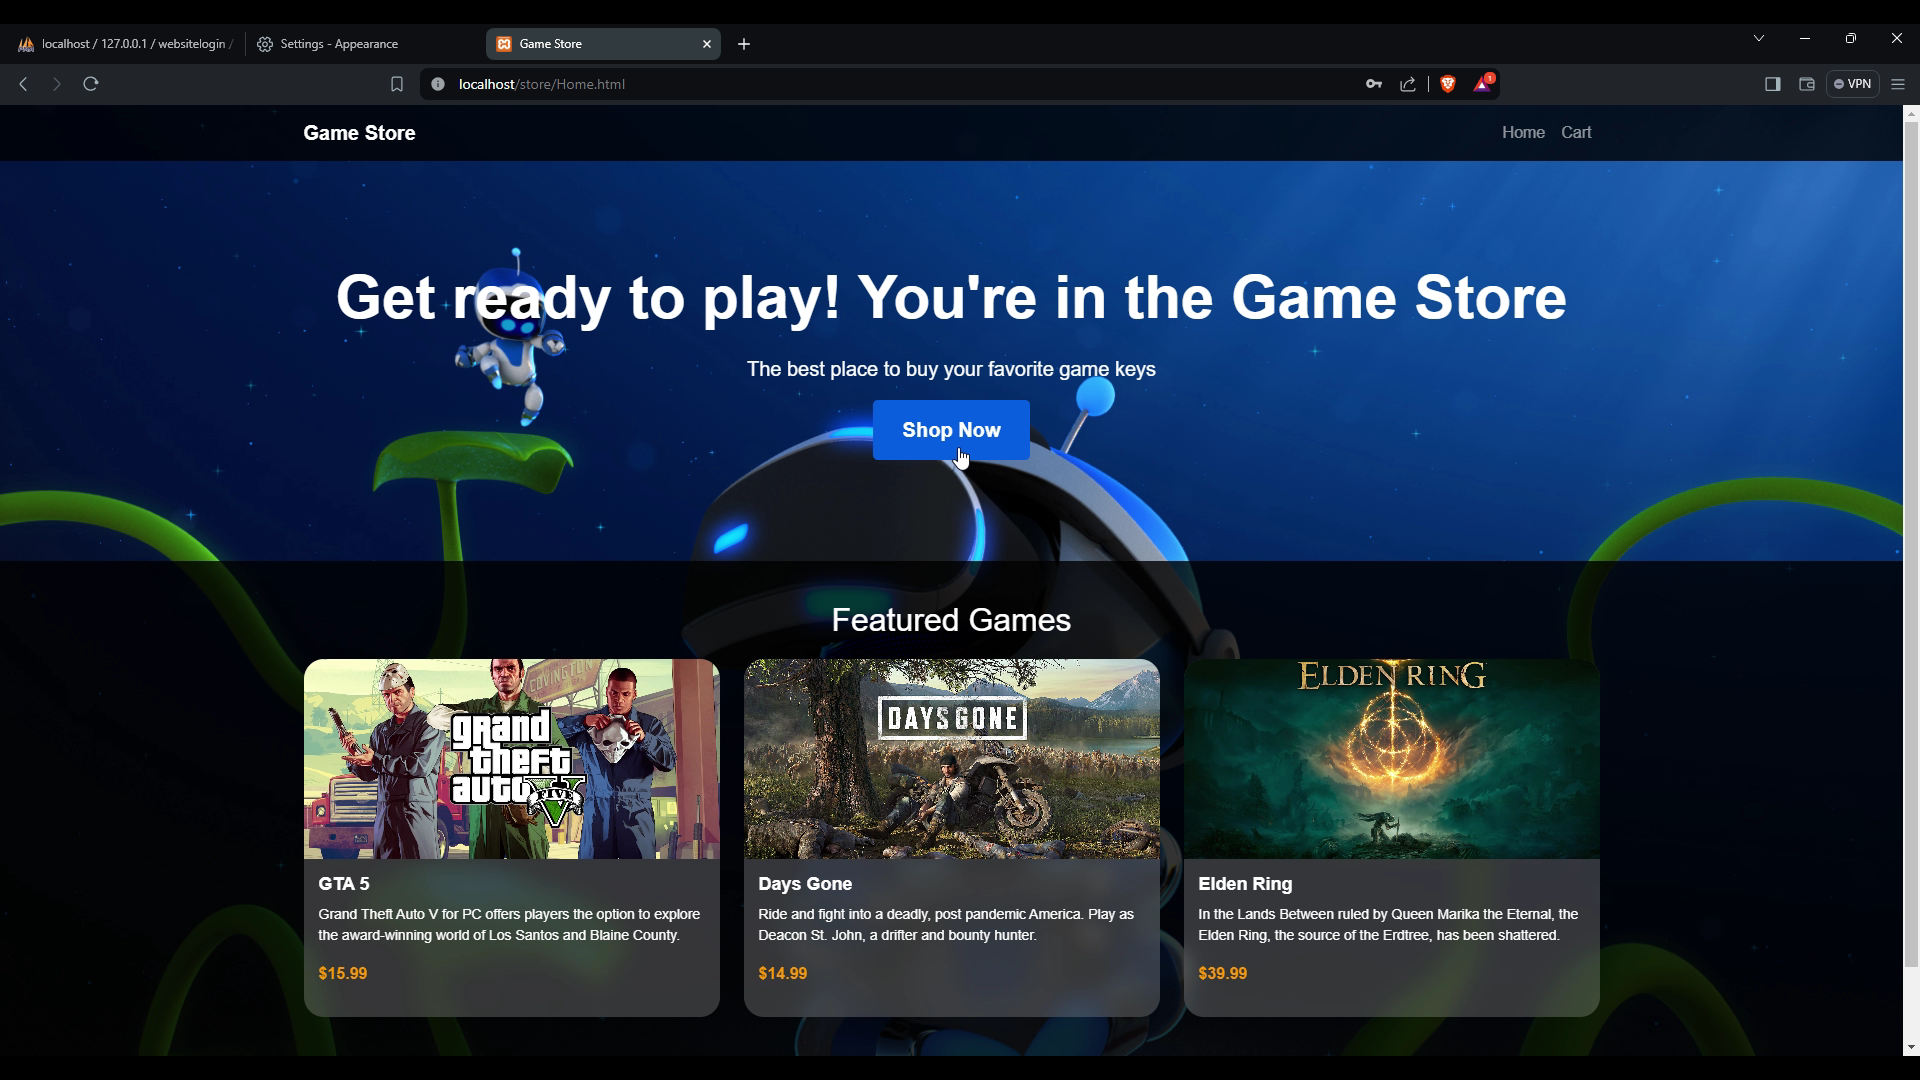 localhost / 127.0.0.1 / websitelogin /
Settings - Appearance
Game Store
localhost/store/Home.html
1
VPN
Game Store
Home
Cart
Get ready to play! You're in the Game Store
The best place to buy your favorite game keys
Shop Now
Featured Games
COVINGTON
grand
theft
auto
FIVE
DAYS GONE
ELDEN RING
GTA 5
Grand Theft Auto V for PC offers players the option to explore
the award-winning world of Los Santos and Blaine County.
$15.99
Days Gone
Ride and fight into a deadly, post pandemic America. Play as
Deacon St. John, a drifter and bounty hunter.
$14.99
Elden Ring
In the Lands Between ruled by Queen Marika the Eternal, the
Elden Ring, the source of the Erdtree, has been shattered.
$39.99